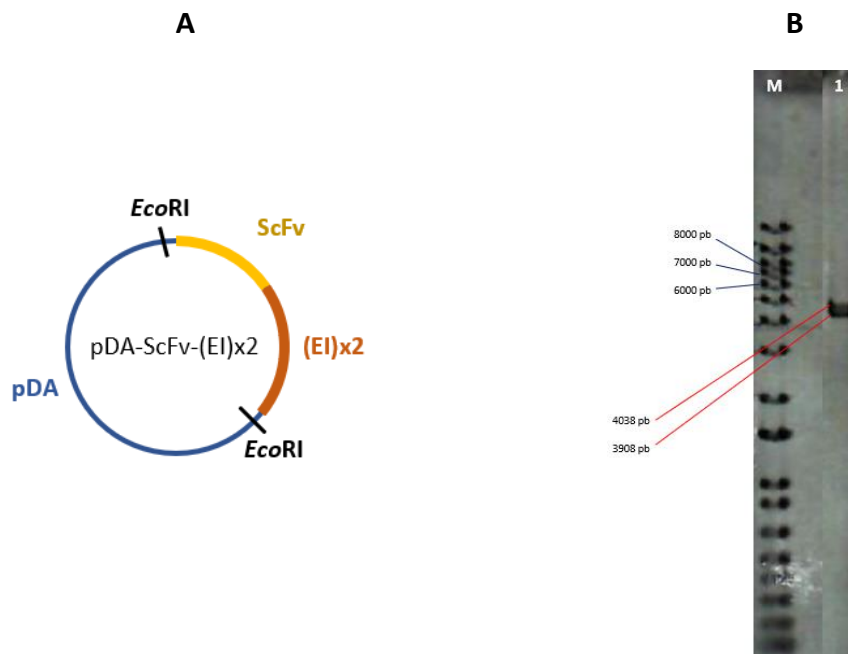 A
B
EcoRI
ScFv
pDA-ScFv-(EI)x2
(EI)x2
pDA
EcoRI
M
1
8000 pb
7000 pb
6000 pb
4038 pb
3908 pb